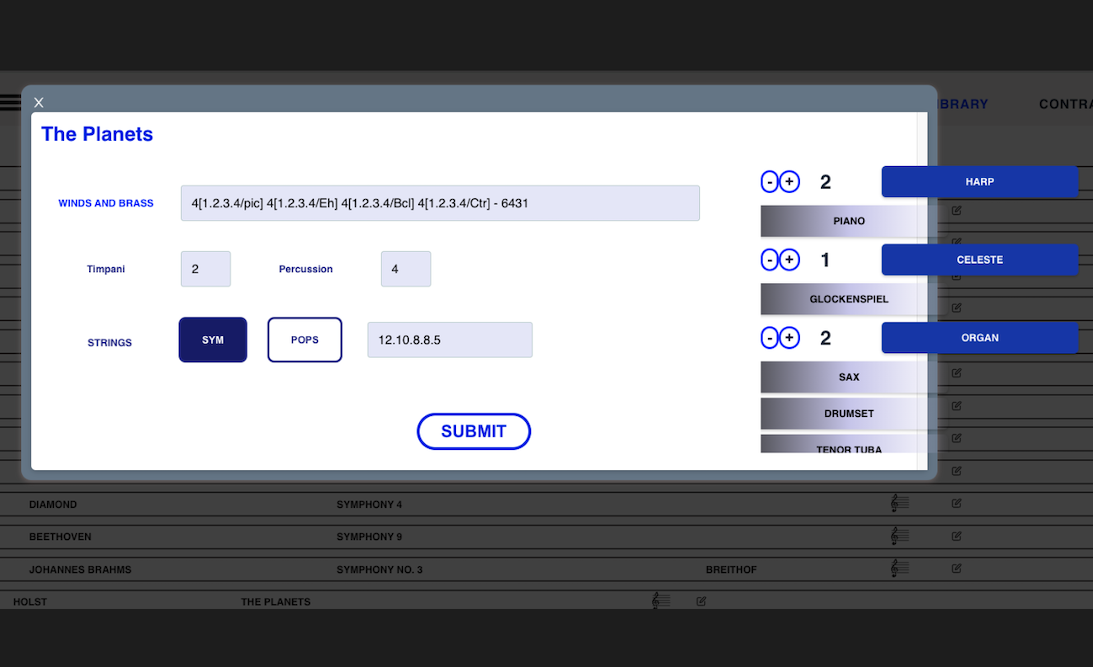 X
BRARY
CONTRA
The Planets
WINDS AND BRASS
4[1.2.3.4/pic] 4[1.2.3.4/Eh] 4[1.2.3.4/Bcl] 4[1.2.3.4/Ctr] - 6431
Timpani
2
Percussion
4
STRINGS
SYM
POPS
12.10.8.8.5
SUBMIT
- + 2 HARP
PIANO
- + 1 CELESTE
GLOCKENSPIEL
- + 2 ORGAN
SAX
DRUMSET
TENOR TUBA
DIAMOND SYMPHONY 4
BEETHOVEN SYMPHONY 9
JOHANNES BRAHMS SYMPHONY NO. 3 BREITHOF
HOLST THE PLANETS